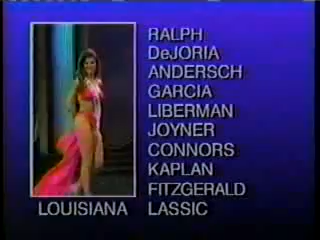 RALPH
DeJORIA
ANDERSCH
GARCIA
LIBERMAN
JOYNER
CONNORS
KAPLAN
FITZGERALD
LOUISIANA LASSIC